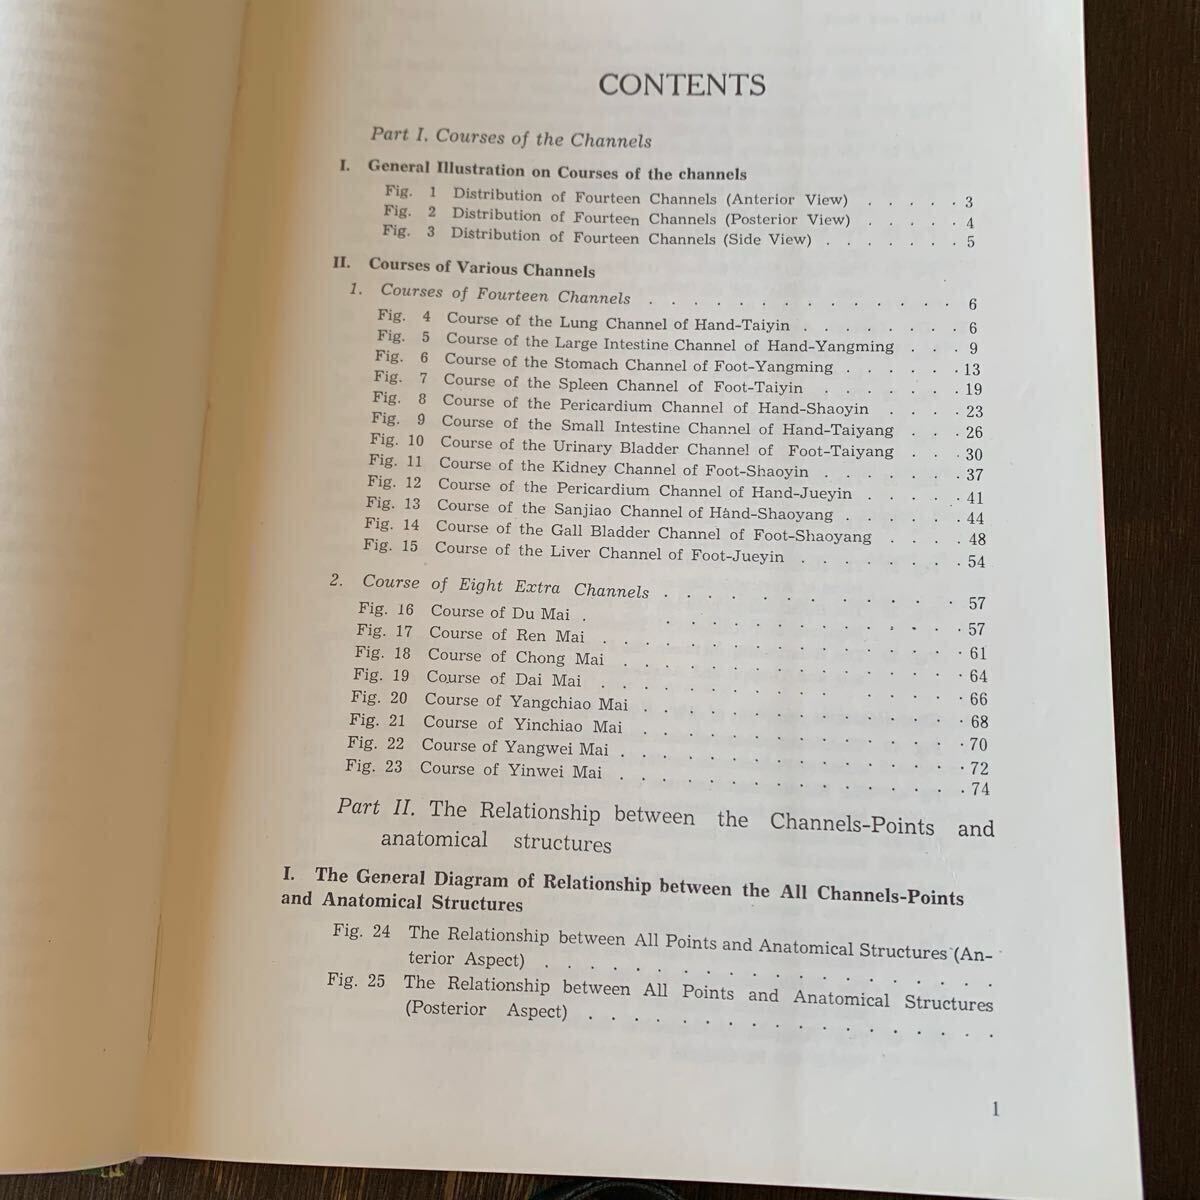 CONTENTS
Part I. Courses of the Channels
I. General Illustration on Courses of the channels
Fig. 1 Distribution of Fourteen Channels (Anterior View) . . . . . 3
Fig. 2 Distribution of Fourteen Channels (Posterior View) . . . . . 4
Fig. 3 Distribution of Fourteen Channels (Side View) . . . . . . . 5
II. Courses of Various Channels
1. Courses of Fourteen Channels . . . . . . . . . . . . . . 6
Fig. 4 Course of the Lung Channel of Hand-Taiyin . . . . . . . . 6
Fig. 5 Course of the Large Intestine Channel of Hand-Yangming . . . 9
Fig. 6 Course of the Stomach Channel of Foot-Yangming . . . . . . 13
Fig. 7 Course of the Spleen Channel of Foot-Taiyin . . . . . . . 19
Fig. 8 Course of the Pericardium Channel of Hand-Shaoyin . . . . 23
Fig. 9 Course of the Small Intestine Channel of Hand-Taiyang . . . 26
Fig. 10 Course of the Urinary Bladder Channel of Foot-Taiyang . . . 30
Fig. 11 Course of the Kidney Channel of Foot-Shaoyin . . . . . . . 37
Fig. 12 Course of the Pericardium Channel of Hand-Jueyin . . . . . 41
Fig. 13 Course of the Sanjiao Channel of Hand-Shaoyang . . . . . . 44
Fig. 14 Course of the Gall Bladder Channel of Foot-Shaoyang . . . . 48
Fig. 15 Course of the Liver Channel of Foot-Jueyin . . . . . . . . 54
2. Course of Eight Extra Channels . . . . . . . . . . . . . 57
Fig. 16 Course of Du Mai . . . . . . . . . . . . . . . 57
Fig. 17 Course of Ren Mai . . . . . . . . . . . . . . . . 61
Fig. 18 Course of Chong Mai . . . . . . . . . . . . . . . 64
Fig. 19 Course of Dai Mai . . . . . . . . . . . . . . . . 66
Fig. 20 Course of Yangchiao Mai . . . . . . . . . . . . . . 68
Fig. 21 Course of Yinchiao Mai . . . . . . . . . . . . . . 70
Fig. 22 Course of Yangwei Mai . . . . . . . . . . . . . . . 72
Fig. 23 Course of Yinwei Mai . . . . . . . . . . . . . . . 74
Part II. The Relationship between the Channels-Points and
anatomical structures
I. The General Diagram of Relationship between the All Channels-Points
and Anatomical Structures
Fig. 24 The Relationship between All Points and Anatomical Structures (An-
terior Aspect) . . . . . . . . . . . . . . . . . . .
Fig. 25 The Relationship between All Points and Anatomical Structures
(Posterior Aspect) . . . . . . . . . . . . . . . . . .
1